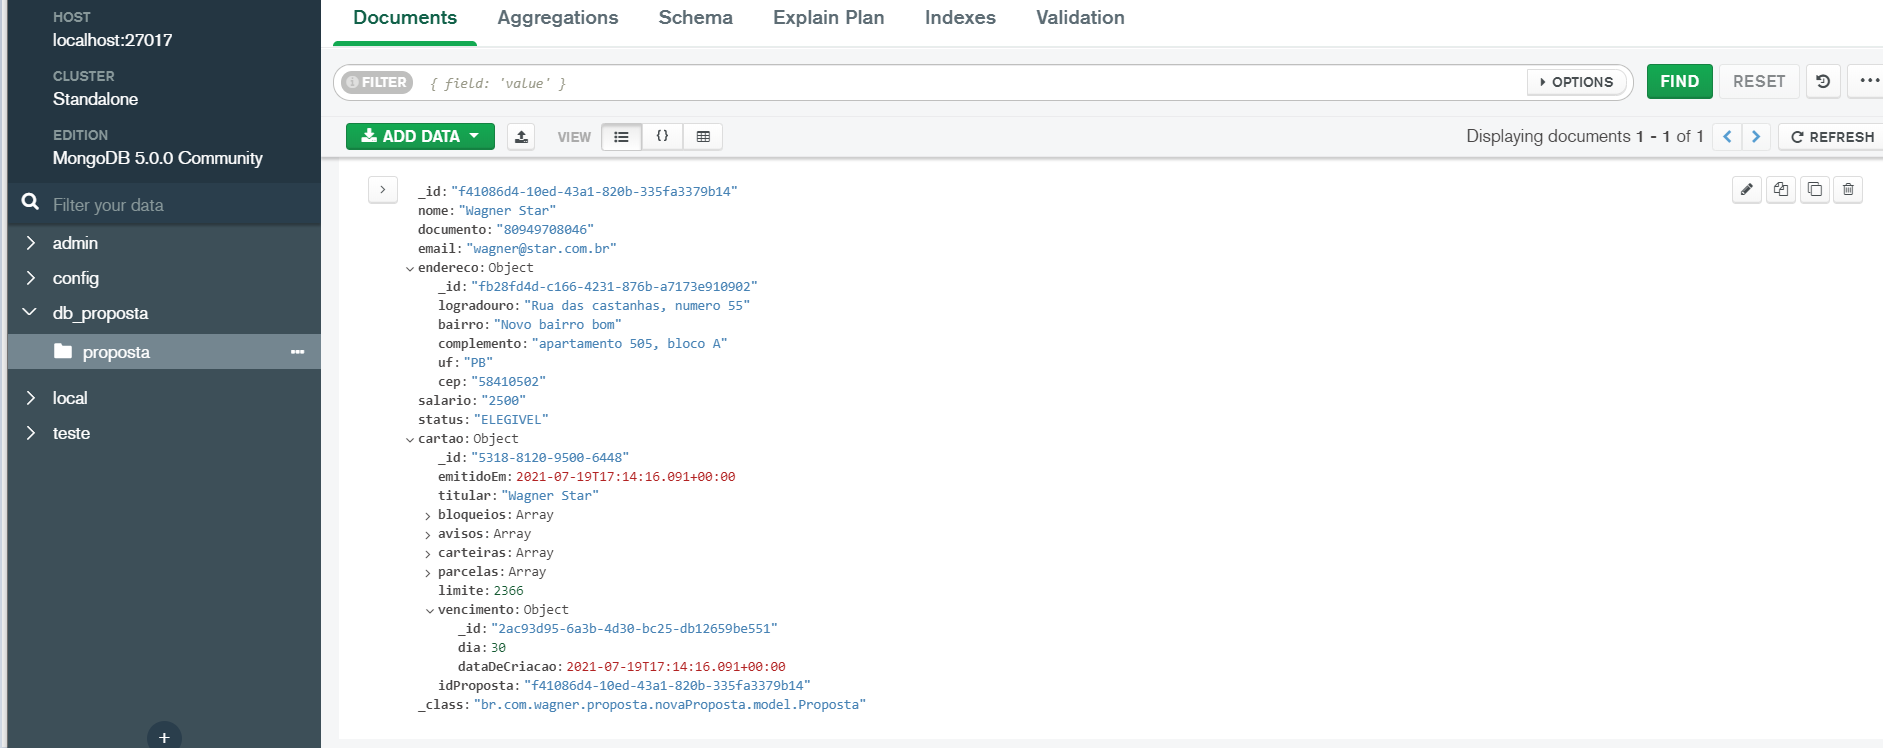 HOST
localhost:27017
CLUSTER
Standalone
EDITION
MongoDB 5.0.0 Community
Filter your data
admin
config
db_proposta
proposta
local
teste
Documents Aggregations Schema Explain Plan Indexes Validation
FILTER { field: 'value' } OPTIONS FIND RESET
ADD DATA VIEW {} Displaying documents 1 - 1 of 1 REFRESH
_id: "f41086d4-10ed-43a1-820b-335fa3379b14"
nome: "Wagner Star"
documento: "80949708046"
email: "wagner@star.com.br"
endereco: Object
_id: "fb28fd4d-c166-4231-876b-a7173e910902"
logradouro: "Rua das castanhas, numero 55"
bairro: "Novo bairro bom"
complemento: "apartamento 505, bloco A"
uf: "PB"
cep: "58410502"
salario: "2500"
status: "ELEGIVEL"
cartao: Object
_id: "5318-8120-9500-6448"
emitidoEm: 2021-07-19T17:14:16.091+00:00
titular: "Wagner Star"
bloqueios: Array
avisos: Array
carteiras: Array
parcelas: Array
limite: 2366
vencimento: Object
_id: "2ac93d95-6a3b-4d30-bc25-db12659be551"
dia: 30
dataDeCriacao: 2021-07-19T17:14:16.091+00:00
idProposta: "f41086d4-10ed-43a1-820b-335fa3379b14"
_class: "br.com.wagner.proposta.novaProposta.model.Proposta"